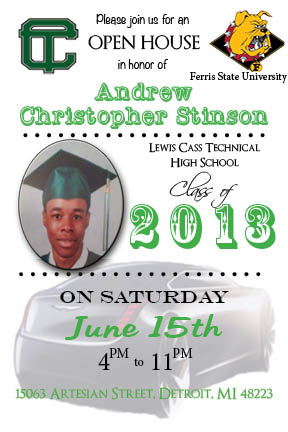 Please join us for an
OPEN HOUSE
in honor of
Ferris State University
Andrew
Christopher Stinson
Lewis Cass Technical
High School
Class of
2013
ON SATURDAY
June 15th
4PM to 11PM
15063 Artesian Street, Detroit, MI 48223